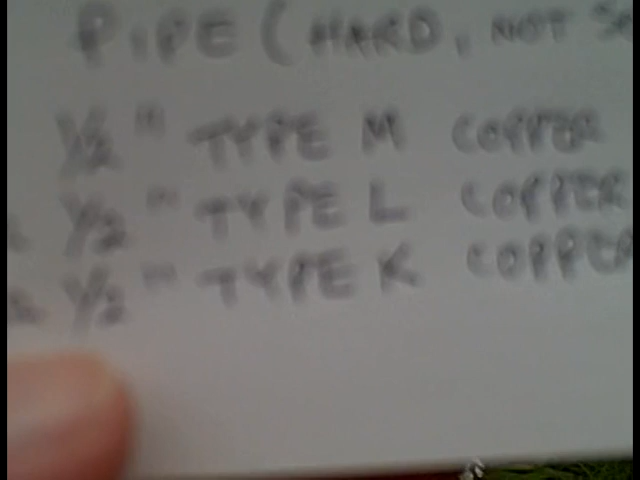 PIPE (HARD, NOT
1/2" TYPE M COPPER
1/2" TYPE L COPPER
1/2" TYPE K COPPER